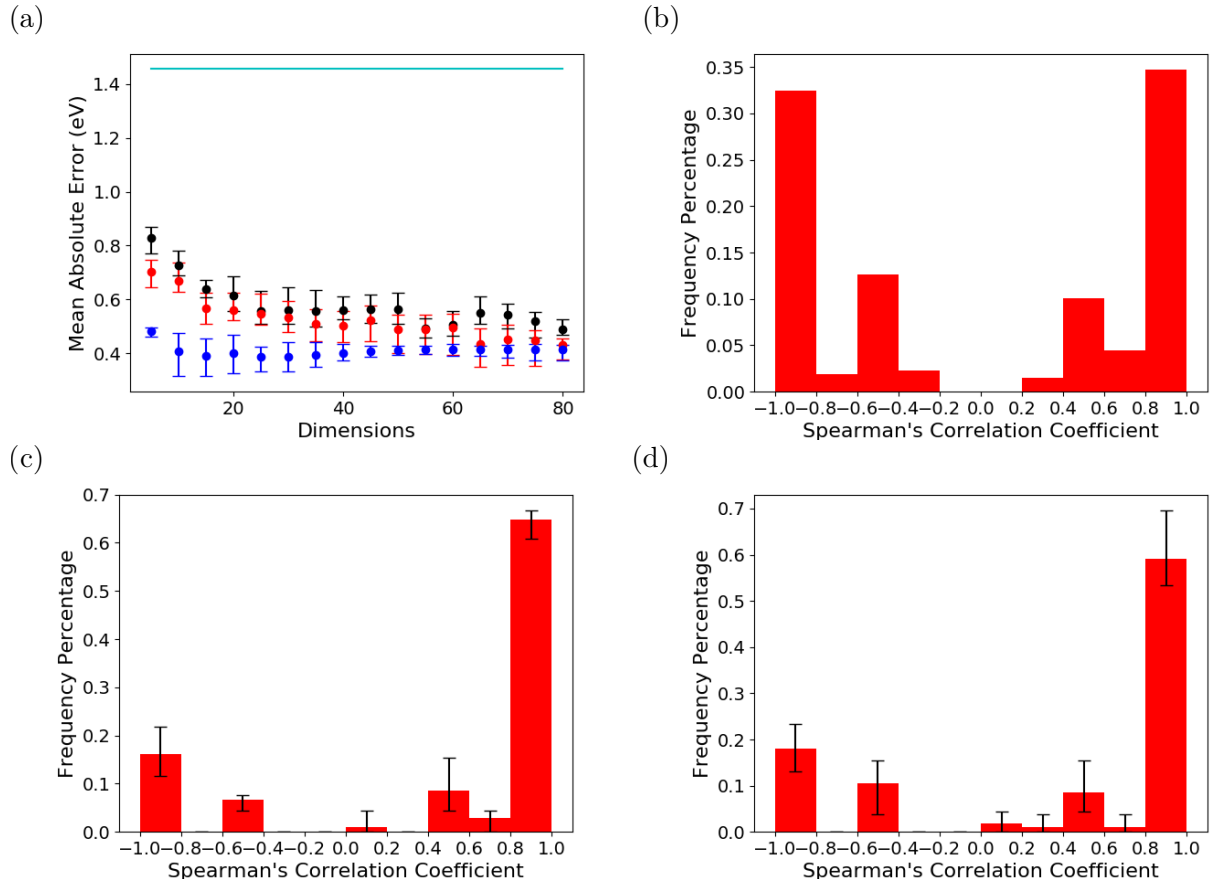 (a)
1.4
1.2
1.0
0.8
0.6
0.4
Mean Absolute Error (eV)
20 40 60 80
Dimensions
(b)
0.35
0.30
0.25
0.20
0.15
0.10
0.05
0.00
Frequency Percentage
−1.0−0.8−0.6−0.4−0.2 0.0 0.2 0.4 0.6 0.8 1.0
Spearman's Correlation Coefficient
(c)
0.7
0.6
0.5
0.4
0.3
0.2
0.1
0.0
Frequency Percentage
−1.0−0.8−0.6−0.4−0.2 0.0 0.2 0.4 0.6 0.8 1.0
Spearman's Correlation Coefficient
(d)
0.7
0.6
0.5
0.4
0.3
0.2
0.1
0.0
Frequency Percentage
−1.0−0.8−0.6−0.4−0.2 0.0 0.2 0.4 0.6 0.8 1.0
Spearman's Correlation Coefficient